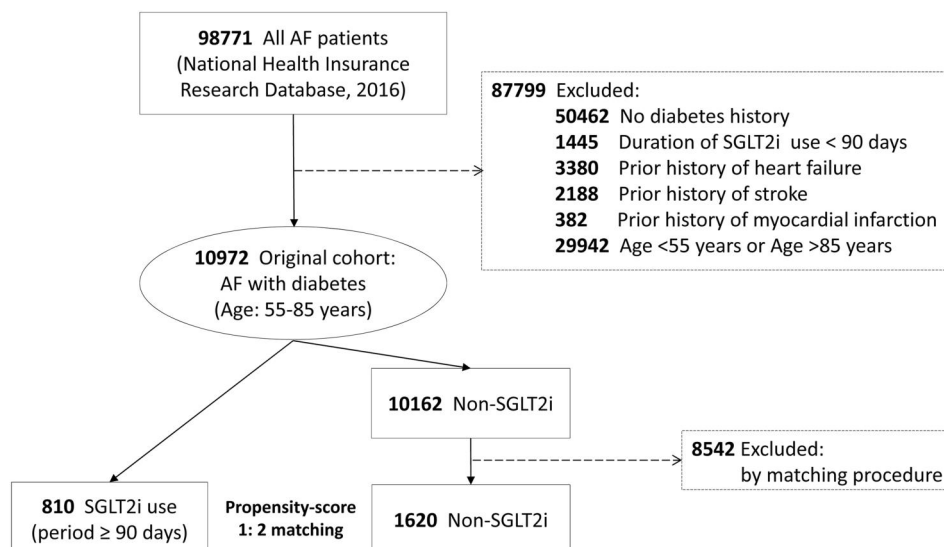 98771 All AF patients
(National Health Insurance
Research Database, 2016)
87799 Excluded:
50462 No diabetes history
1445 Duration of SGLT2i use < 90 days
3380 Prior history of heart failure
2188 Prior history of stroke
382 Prior history of myocardial infarction
29942 Age <55 years or Age >85 years
10972 Original cohort:
AF with diabetes
(Age: 55-85 years)
10162 Non-SGLT2i
8542 Excluded:
by matching procedure
810 SGLT2i use
(period ≥ 90 days)
Propensity-score
1: 2 matching
1620 Non-SGLT2i